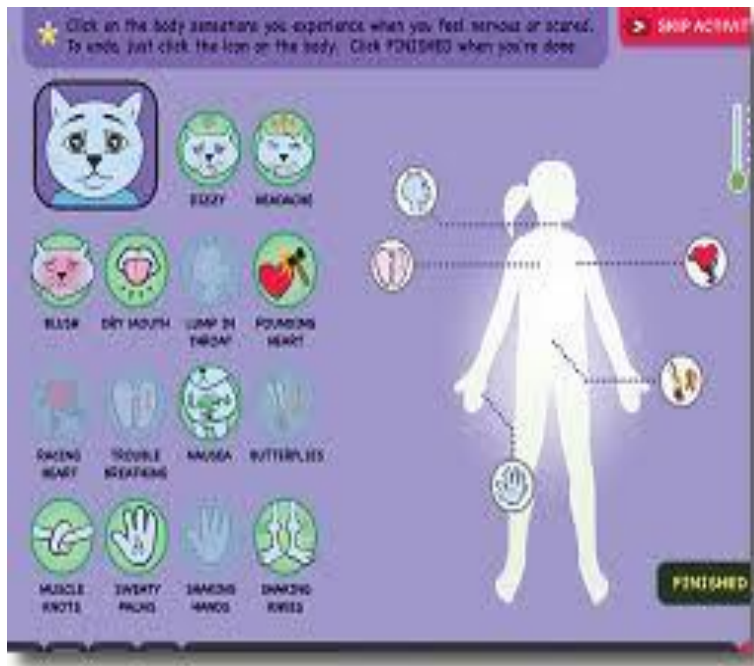 Click on the body sensations you experience when you feel nervous or scared.
To undo, just click the icon on the body. Click FINISHED when you're done
SKIP ACTIVIT
DIZZY HEADACHE
BLUSH DRY MOUTH LUMP IN THROAT POUNDING HEART
RACING HEART TROUBLE BREATHING NAUSEA BUTTERFLIES
MUSCLE KNOTS SWEATY PALMS SHAKING HANDS SHAKING KNEES
FINISHED